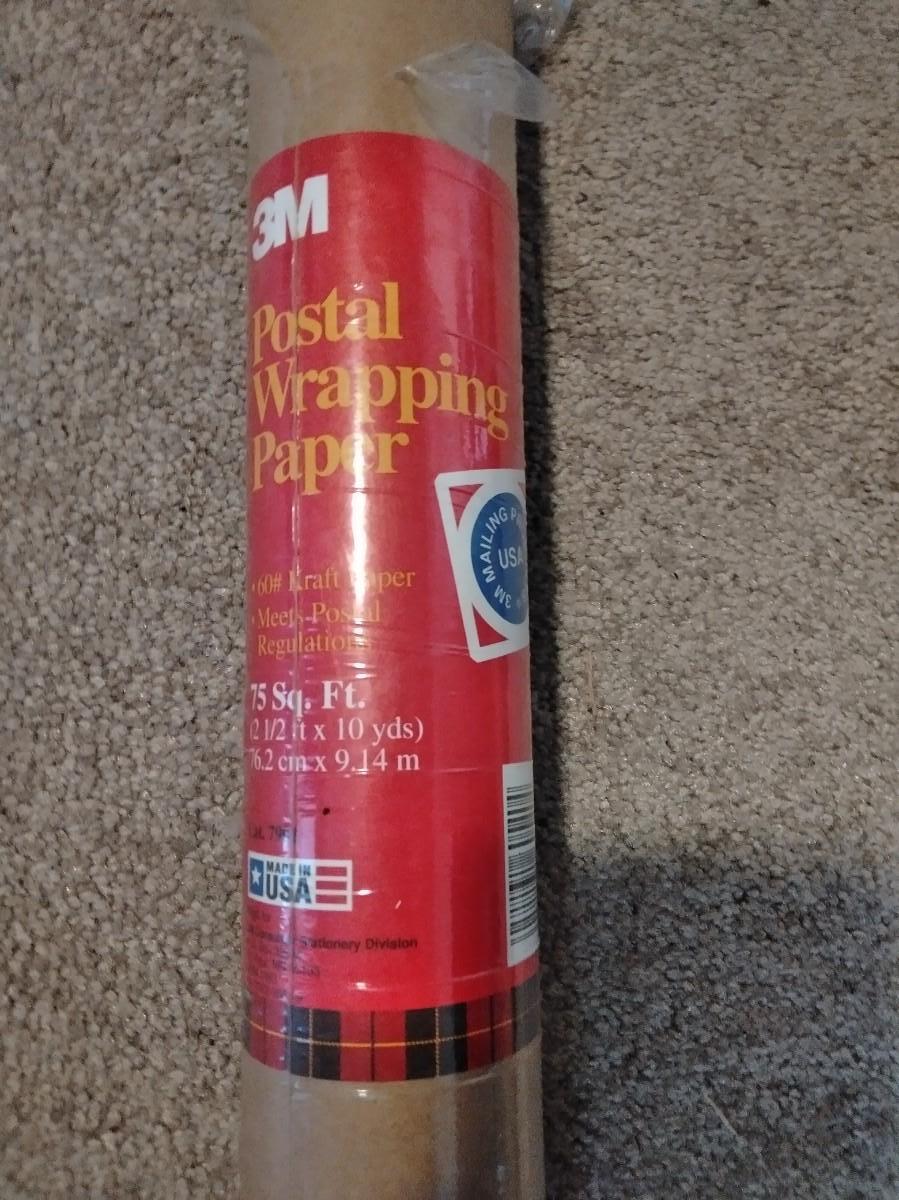 3M
Postal
Wrapping
Paper
MAILING
USA
3M
• 60# Kraft Paper
• Meets Postal
Regulations
75 Sq. Ft.
(2 1/2 ft x 10 yds)
76.2 cm x 9.14 m
MADE IN
USA
Stationery Division